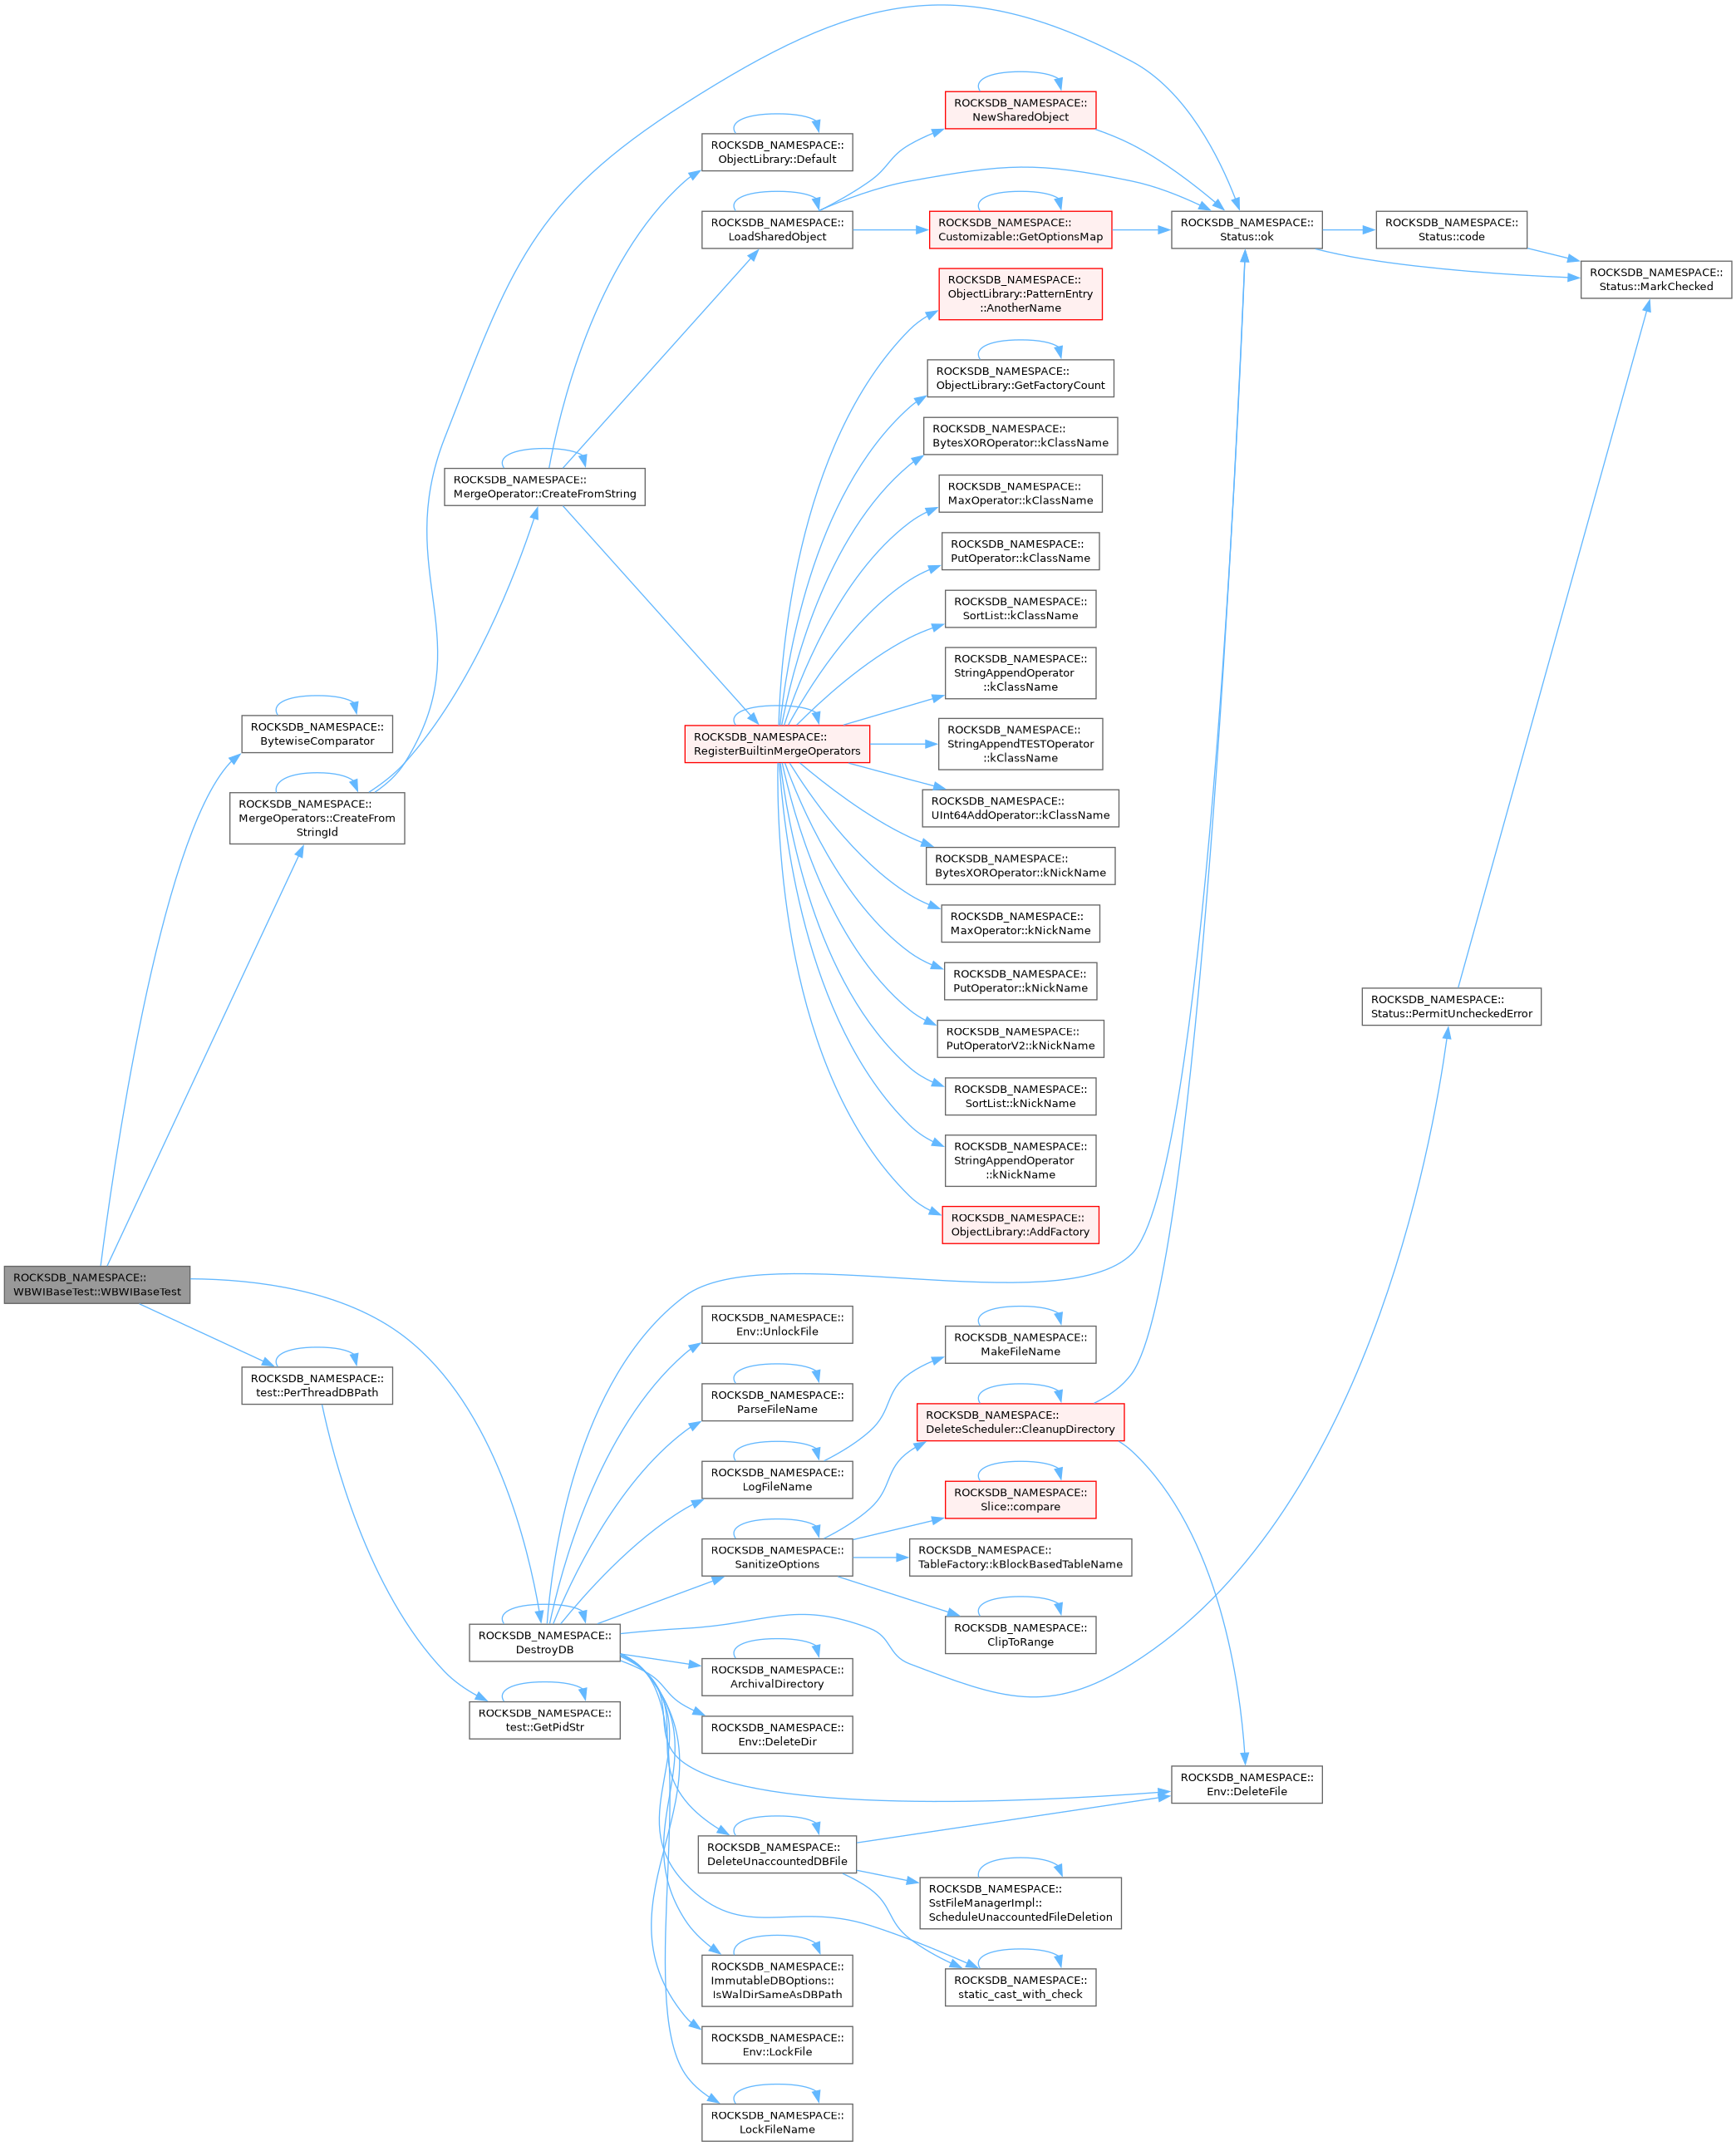 ROCKSDB_NAMESPACE::
WBWIBaseTest::WBWIBaseTest
ROCKSDB_NAMESPACE::
BytewiseComparator
ROCKSDB_NAMESPACE::
MergeOperators::CreateFrom
StringId
ROCKSDB_NAMESPACE::
test::PerThreadDBPath
ROCKSDB_NAMESPACE::
MergeOperator::CreateFromString
ROCKSDB_NAMESPACE::
DestroyDB
ROCKSDB_NAMESPACE::
test::GetPidStr
ROCKSDB_NAMESPACE::
ObjectLibrary::Default
ROCKSDB_NAMESPACE::
LoadSharedObject
ROCKSDB_NAMESPACE::
RegisterBuiltinMergeOperators
ROCKSDB_NAMESPACE::
Env::UnlockFile
ROCKSDB_NAMESPACE::
ParseFileName
ROCKSDB_NAMESPACE::
LogFileName
ROCKSDB_NAMESPACE::
SanitizeOptions
ROCKSDB_NAMESPACE::
ArchivalDirectory
ROCKSDB_NAMESPACE::
Env::DeleteDir
ROCKSDB_NAMESPACE::
DeleteUnaccountedDBFile
ROCKSDB_NAMESPACE::
ImmutableDBOptions::
IsWalDirSameAsDBPath
ROCKSDB_NAMESPACE::
Env::LockFile
ROCKSDB_NAMESPACE::
LockFileName
ROCKSDB_NAMESPACE::
NewSharedObject
ROCKSDB_NAMESPACE::
Customizable::GetOptionsMap
ROCKSDB_NAMESPACE::
ObjectLibrary::PatternEntry
::AnotherName
ROCKSDB_NAMESPACE::
ObjectLibrary::GetFactoryCount
ROCKSDB_NAMESPACE::
BytesXOROperator::kClassName
ROCKSDB_NAMESPACE::
MaxOperator::kClassName
ROCKSDB_NAMESPACE::
PutOperator::kClassName
ROCKSDB_NAMESPACE::
SortList::kClassName
ROCKSDB_NAMESPACE::
StringAppendOperator
::kClassName
ROCKSDB_NAMESPACE::
StringAppendTESTOperator
::kClassName
ROCKSDB_NAMESPACE::
UInt64AddOperator::kClassName
ROCKSDB_NAMESPACE::
BytesXOROperator::kNickName
ROCKSDB_NAMESPACE::
MaxOperator::kNickName
ROCKSDB_NAMESPACE::
PutOperator::kNickName
ROCKSDB_NAMESPACE::
PutOperatorV2::kNickName
ROCKSDB_NAMESPACE::
SortList::kNickName
ROCKSDB_NAMESPACE::
StringAppendOperator
::kNickName
ROCKSDB_NAMESPACE::
ObjectLibrary::AddFactory
ROCKSDB_NAMESPACE::
MakeFileName
ROCKSDB_NAMESPACE::
DeleteScheduler::CleanupDirectory
ROCKSDB_NAMESPACE::
Slice::compare
ROCKSDB_NAMESPACE::
TableFactory::kBlockBasedTableName
ROCKSDB_NAMESPACE::
ClipToRange
ROCKSDB_NAMESPACE::
SstFileManagerImpl::
ScheduleUnaccountedFileDeletion
ROCKSDB_NAMESPACE::
static_cast_with_check
ROCKSDB_NAMESPACE::
Status::ok
ROCKSDB_NAMESPACE::
Env::DeleteFile
ROCKSDB_NAMESPACE::
Status::code
ROCKSDB_NAMESPACE::
Status::PermitUncheckedError
ROCKSDB_NAMESPACE::
Status::MarkChecked